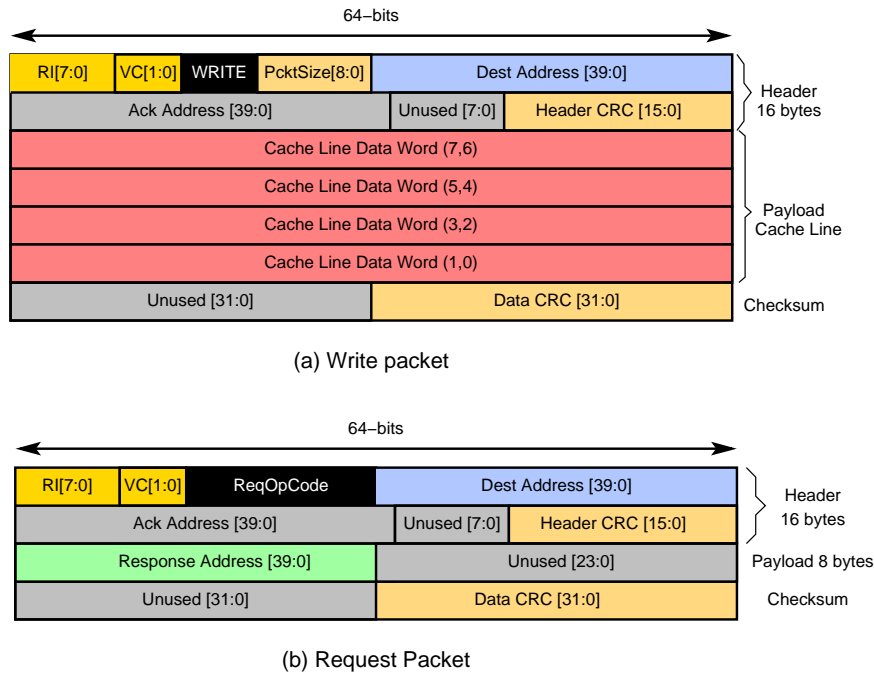 64–bits
RI[7:0] VC[1:0] WRITE PcktSize[8:0] Dest Address [39:0]
Ack Address [39:0] Unused [7:0] Header CRC [15:0]
Header
16 bytes
Cache Line Data Word (7,6)
Cache Line Data Word (5,4)
Cache Line Data Word (3,2)
Cache Line Data Word (1,0)
Payload
Cache Line
Unused [31:0] Data CRC [31:0] Checksum
(a) Write packet
64–bits
RI[7:0] VC[1:0] ReqOpCode Dest Address [39:0]
Ack Address [39:0] Unused [7:0] Header CRC [15:0]
Header
16 bytes
Response Address [39:0] Unused [23:0] Payload 8 bytes
Unused [31:0] Data CRC [31:0] Checksum
(b) Request Packet